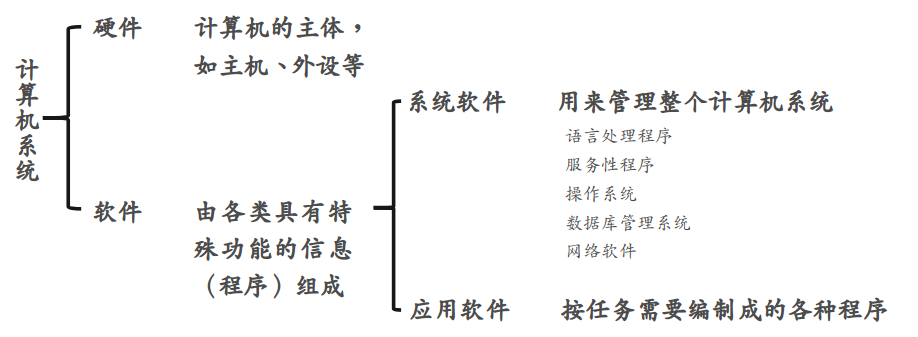 计算机系统
硬件
计算机的主体，
如主机、外设等
软件
由各类具有特
殊功能的信息
（程序）组成
系统软件
用来管理整个计算机系统
语言处理程序
服务性程序
操作系统
数据库管理系统
网络软件
应用软件
按任务需要编制成的各种程序